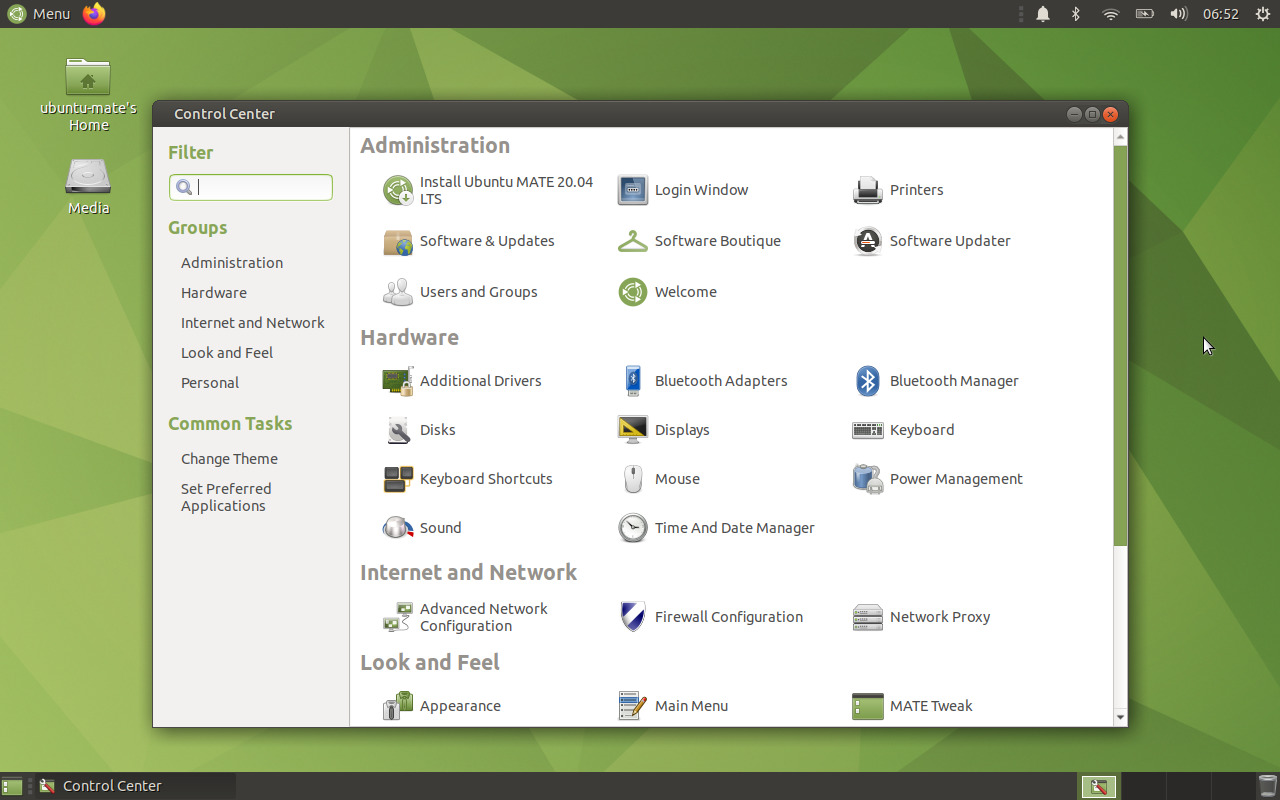 Menu
06:52
ubuntu-mate's
Home
Media
Control Center
Filter
Groups
Administration
Hardware
Internet and Network
Look and Feel
Personal
Common Tasks
Change Theme
Set Preferred
Applications
Administration
Install Ubuntu MATE 20.04
LTS
Login Window
Printers
Software & Updates
Software Boutique
Software Updater
Users and Groups
Welcome
Hardware
Additional Drivers
Bluetooth Adapters
Bluetooth Manager
Disks
Displays
Keyboard
Keyboard Shortcuts
Mouse
Power Management
Sound
Time And Date Manager
Internet and Network
Advanced Network
Configuration
Firewall Configuration
Network Proxy
Look and Feel
Appearance
Main Menu
MATE Tweak
Control Center